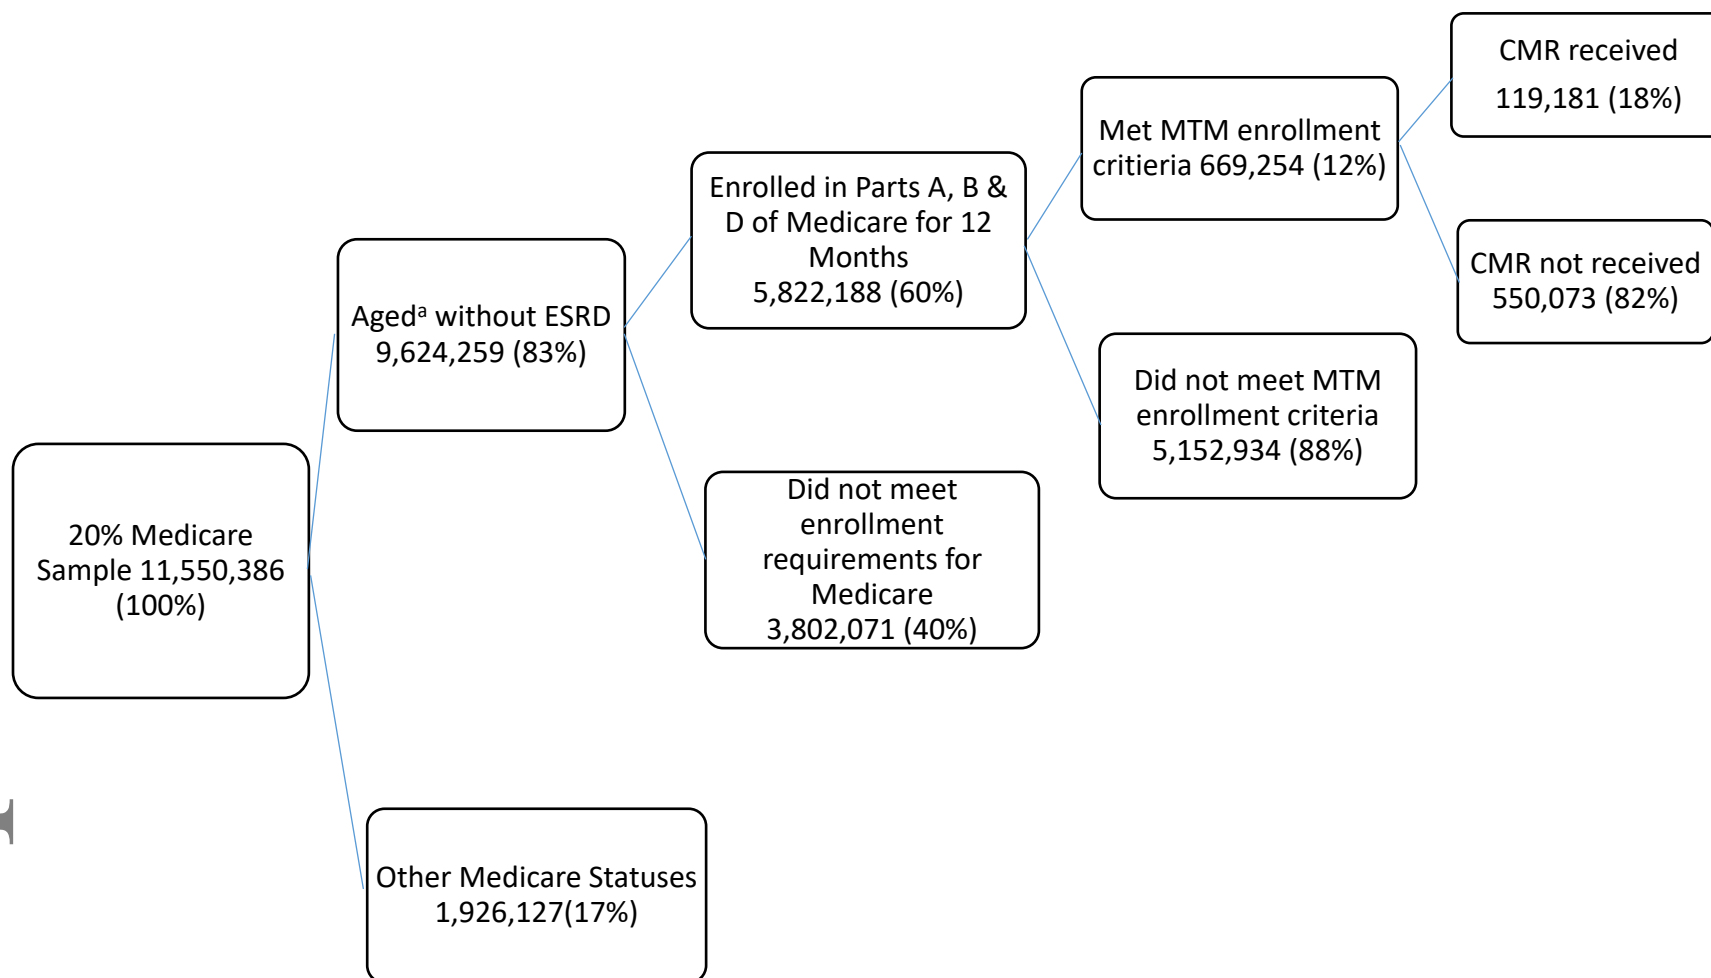 20% Medicare
Sample 11,550,386
(100%)
Agedᵃ without ESRD
9,624,259 (83%)
Other Medicare Statuses
1,926,127(17%)
Enrolled in Parts A, B &
D of Medicare for 12
Months
5,822,188 (60%)
Did not meet
enrollment
requirements for
Medicare
3,802,071 (40%)
Met MTM enrollment
critieria 669,254 (12%)
Did not meet MTM
enrollment criteria
5,152,934 (88%)
CMR received
119,181 (18%)
CMR not received
550,073 (82%)